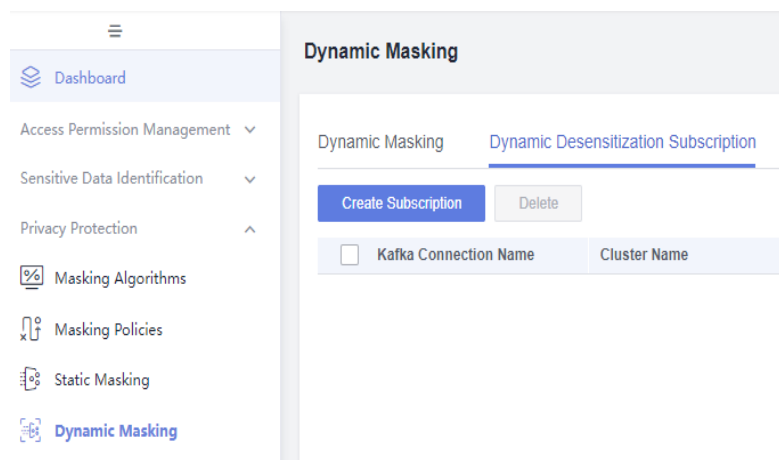 Dashboard
Access Permission Management
Sensitive Data Identification
Privacy Protection
Masking Algorithms
Masking Policies
Static Masking
Dynamic Masking
Dynamic Masking
Dynamic Masking Dynamic Desensitization Subscription
Create Subscription Delete
Kafka Connection Name Cluster Name